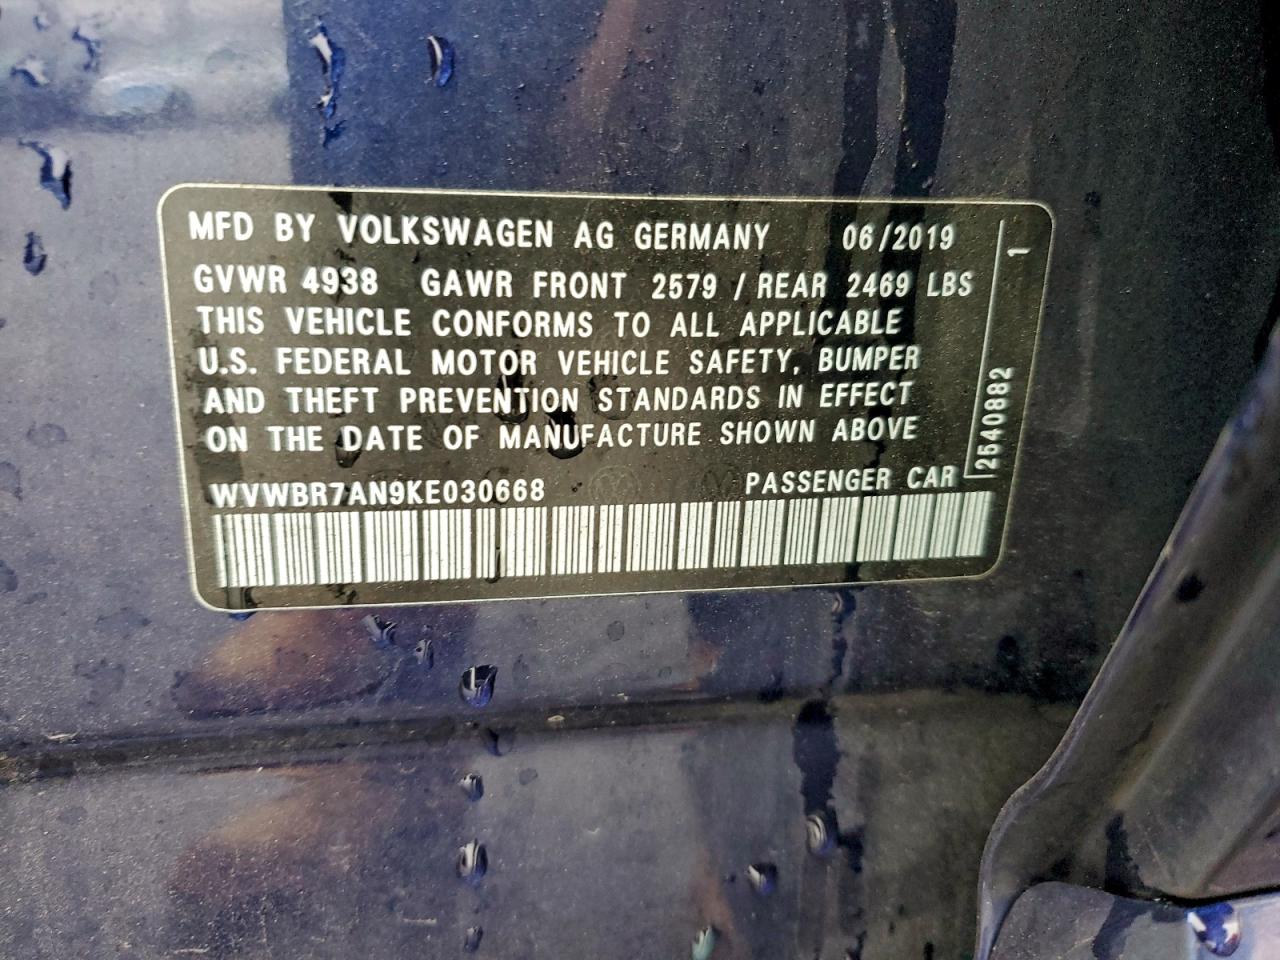 MFD BY VOLKSWAGEN AG GERMANY 06/2019
GVWR 4938 GAWR FRONT 2579 / REAR 2469 LBS
THIS VEHICLE CONFORMS TO ALL APPLICABLE
U.S. FEDERAL MOTOR VEHICLE SAFETY, BUMPER
AND THEFT PREVENTION STANDARDS IN EFFECT
ON THE DATE OF MANUFACTURE SHOWN ABOVE
WVWBR7AN9KE030668 PASSENGER CAR
2540882 1